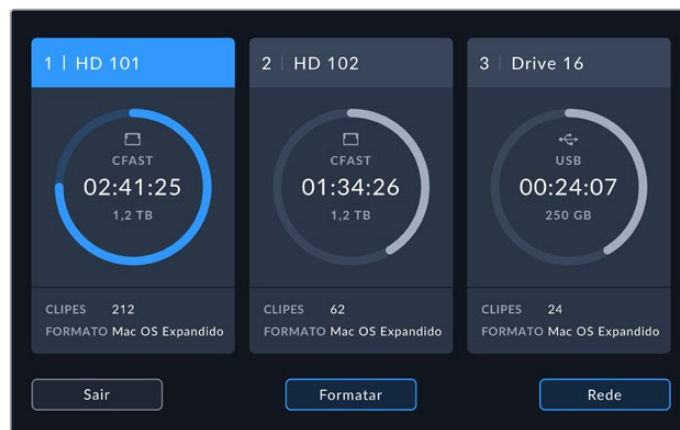 1 | HD 101
CFAST
02:41:25
1,2 TB
CLIPES 212
FORMATO Mac OS Expandido
2 | HD 102
CFAST
01:34:26
1,2 TB
CLIPES 62
FORMATO Mac OS Expandido
3 | Drive 16
USB
00:24:07
250 GB
CLIPES 24
FORMATO Mac OS Expandido
Sair
Formatar
Rede